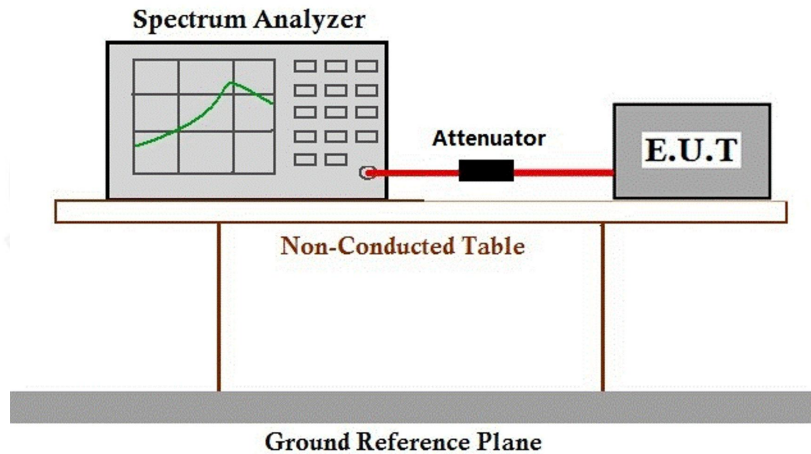 Spectrum Analyzer
Attenuator
E.U.T
Non-Conducted Table
Ground Reference Plane